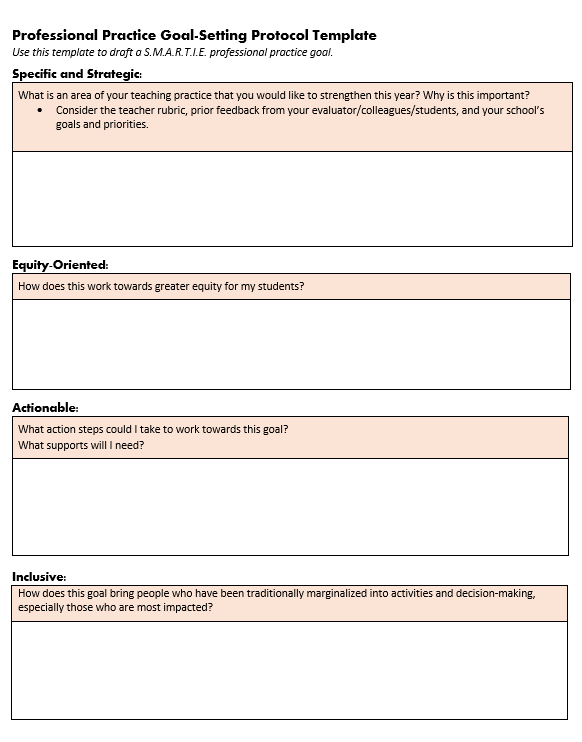 Professional Practice Goal-Setting Protocol Template
Use this template to draft a S.M.A.R.T.I.E. professional practice goal.
Specific and Strategic:
What is an area of your teaching practice that you would like to strengthen this year? Why is this important?
• Consider the teacher rubric, prior feedback from your evaluator/colleagues/students, and your school's
goals and priorities.
Equity-Oriented:
How does this work towards greater equity for my students?
Actionable:
What action steps could I take to work towards this goal?
What supports will I need?
Inclusive:
How does this goal bring people who have been traditionally marginalized into activities and decision-making,
especially those who are most impacted?